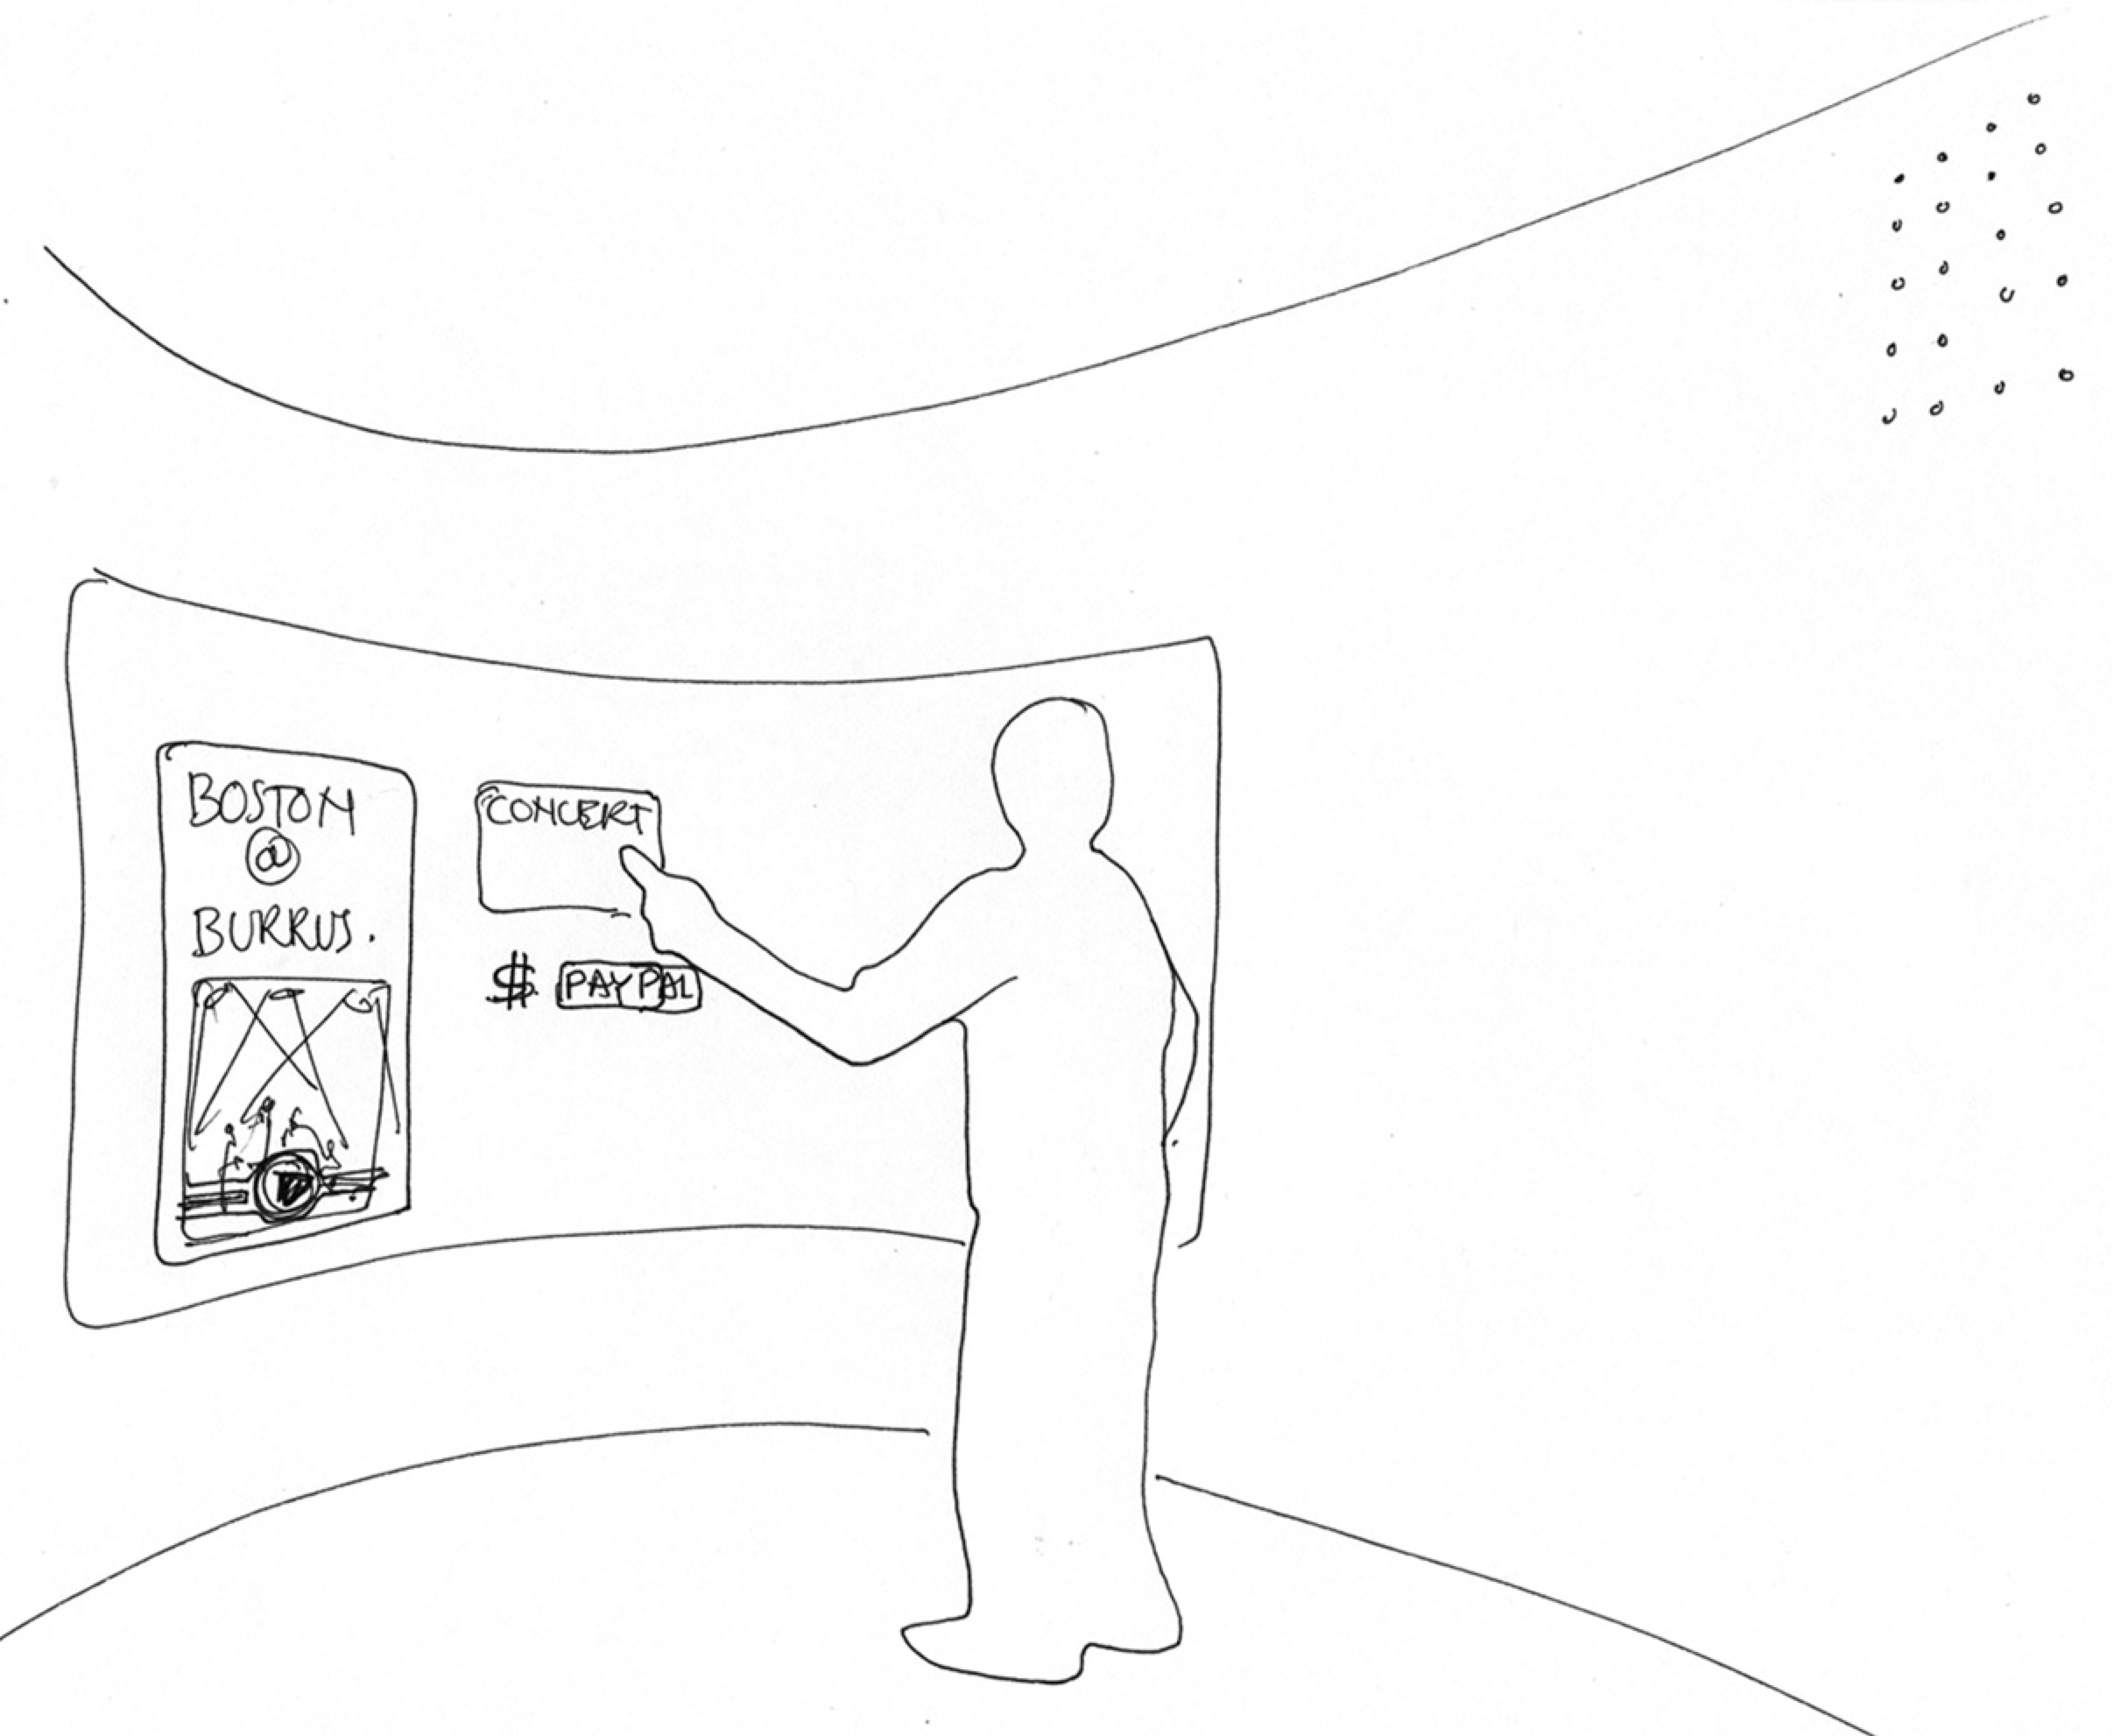 BOSTON
@
BURRUS.
CONCERT
$ PAYPAL